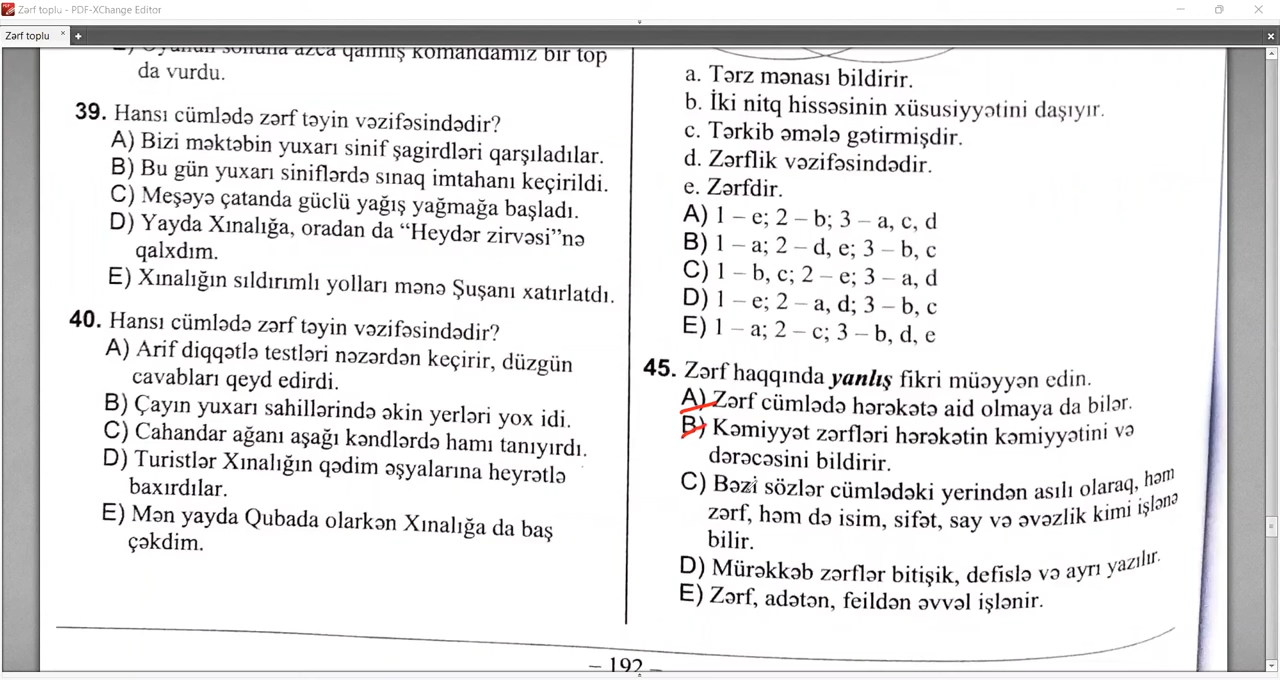 Zərf toplu - PDF-XChange Editor
Zərf toplu
sonuna azca qalmış komandamız bir top
da vurdu.
39. Hansı cümlədə zərf təyin vəzifəsindədir?
A) Bizi məktəbin yuxarı sinif şagirdləri qarşıladılar.
B) Bu gün yuxarı siniflərdə sınaq imtahanı keçirildi.
C) Meşəyə çatanda güclü yağış yağmağa başladı.
D) Yayda Xınalığa, oradan da “Heydər zirvəsi”nə
qalxdım.
E) Xınalığın sıldırımlı yolları mənə Şuşanı xatırlatdı.
40. Hansı cümlədə zərf təyin vəzifəsindədir?
A) Arif diqqətlə testləri nəzərdən keçirir, düzgün
cavabları qeyd edirdi.
B) Çayın yuxarı sahillərində əkin yerləri yox idi.
C) Cahandar ağanı aşağı kəndlərdə hamı tanıyırdı.
D) Turistlər Xınalığın qədim əşyalarına heyrətlə
baxırdılar.
E) Mən yayda Qubada olarkən Xınalığa da baş
çəkdim.
a. Tərz mənası bildirir.
b. İki nitq hissəsinin xüsusiyyətini daşıyır.
c. Tərkib əmələ gətirmişdir.
d. Zərflik vəzifəsindədir.
e. Zərfdir.
A) 1 – e; 2 – b; 3 – a, c, d
B) 1 – a; 2 – d, e; 3 – b, c
C) 1 – b, c; 2 – e; 3 – a, d
D) 1 – e; 2 – a, d; 3 – b, c
E) 1 – a; 2 – c; 3 – b, d, e
45. Zərf haqqında yanlış fikri müəyyən edin.
A) Zərf cümlədə hərəkətə aid olmaya da bilər.
B) Kəmiyyət zərfləri hərəkətin kəmiyyətini və
dərəcəsini bildirir.
C) Bəzi sözlər cümlədəki yerindən asılı olaraq, həm
zərf, həm də isim, sifət, say və əvəzlik kimi işlənə
bilir.
D) Mürəkkəb zərflər bitişik, defislə və ayrı yazılır.
E) Zərf, adətən, feildən əvvəl işlənir.
– 192 –